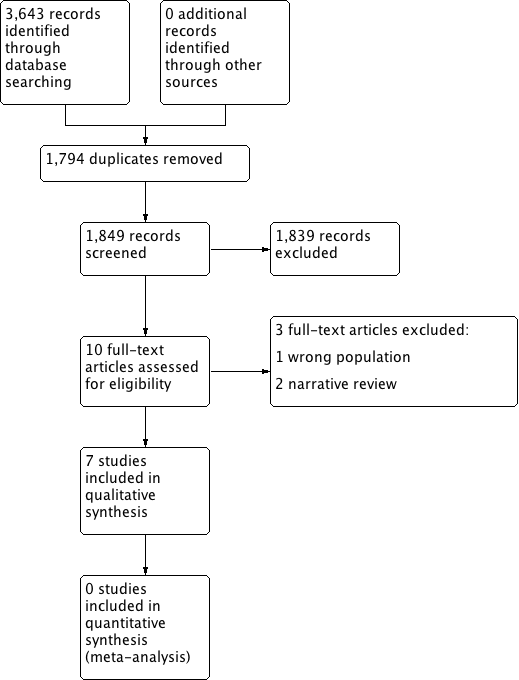 3,643 records
identified
through
database
searching
0 additional
records
identified
through other
sources
1,794 duplicates removed
1,849 records
screened
1,839 records
excluded
10 full-text
articles assessed
for eligibility
3 full-text articles excluded:
1 wrong population
2 narrative review
7 studies
included in
qualitative
synthesis
0 studies
included in
quantitative
synthesis
(meta-analysis)